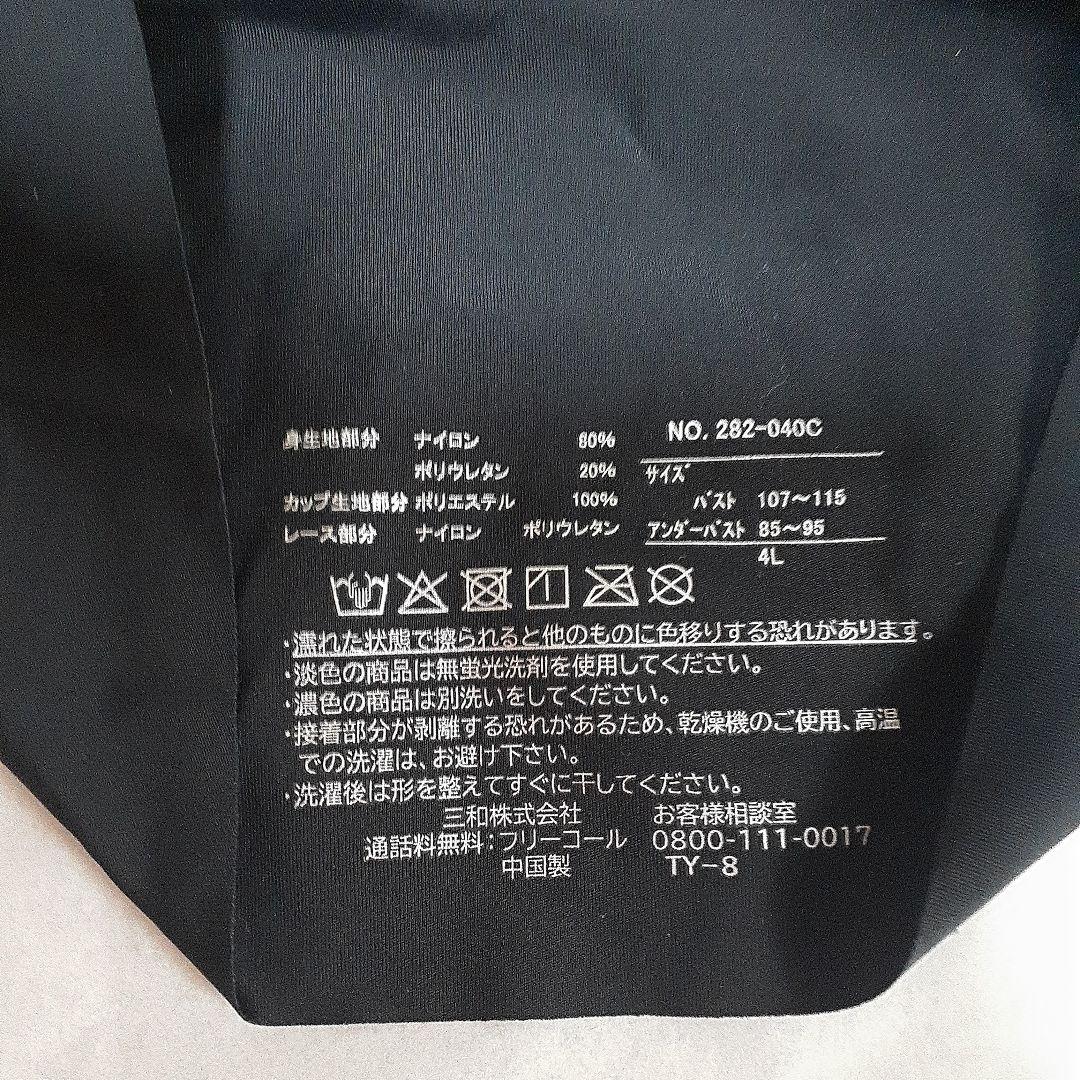 身生地部分 ナイロン 80% NO. 282-040C
ポリウレタン 20% サイズ
カップ生地部分 ポリエステル 100% バスト 107〜115
レース部分 ナイロン ポリウレタン アンダーバスト 85〜95
4L
・濡れた状態で擦られると他のものに色移りする恐れがあります。
・淡色の商品は無蛍光洗剤を使用してください。
・濃色の商品は別洗いをしてください。
・接着部分が剥離する恐れがあるため、乾燥機のご使用、高温
での洗濯は、お避け下さい。
・洗濯後は形を整えてすぐに干してください。
三和株式会社 お客様相談室
通話料無料：フリーコール 0800-111-0017
中国製 TY-8